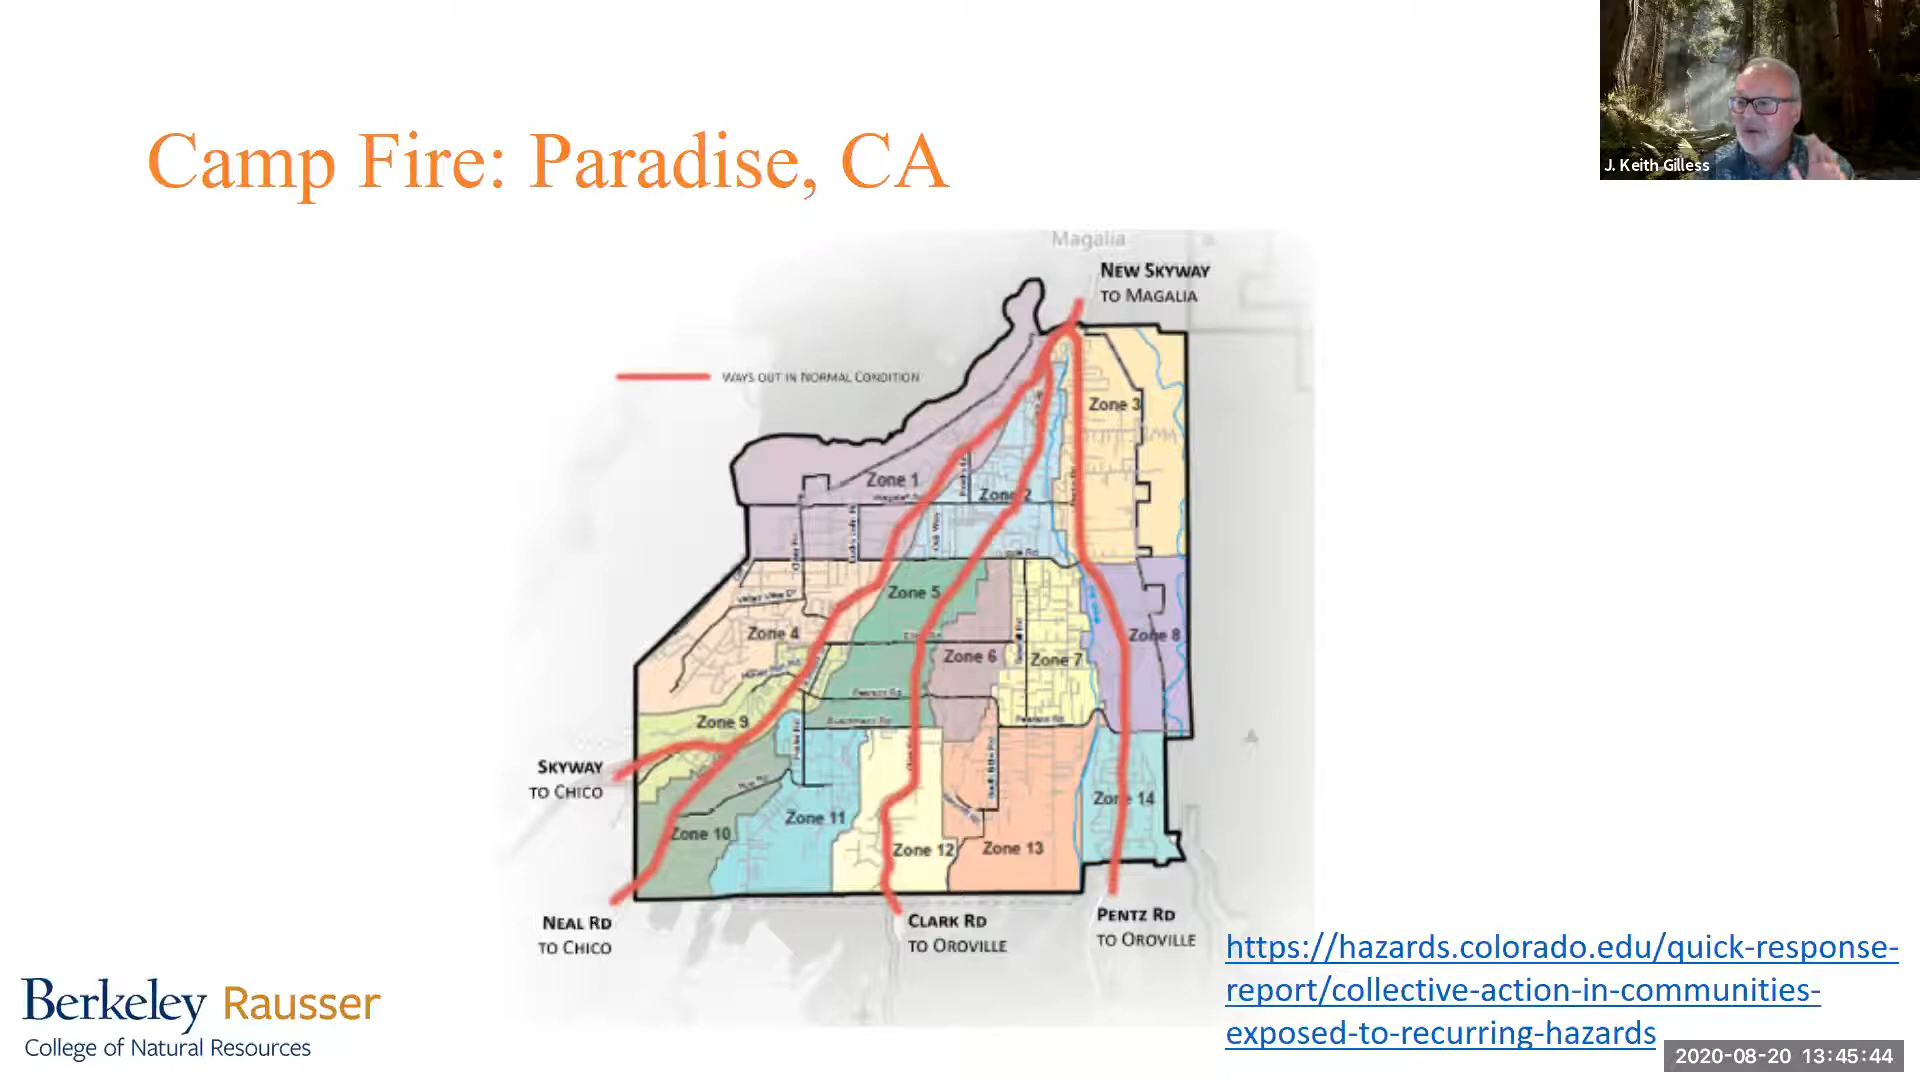 J. Keith Gilless
Camp Fire: Paradise, CA
Magalia
NEW SKYWAY
TO MAGALIA
WAYS OUT IN NORMAL CONDITION
Zone 3
Zone 1
Zone 2
Zone 5
Zone 4
Zone 8
Zone 6
Zone 7
Pearson Rd
Pearson Rd
Zone 9
SKYWAY
TO CHICO
Zone 14
Zone 11
Zone 10
Zone 12
Zone 13
NEAL RD
TO CHICO
CLARK RD
TO OROVILLE
PENTZ RD
TO OROVILLE
https://hazards.colorado.edu/quick-response-
report/collective-action-in-communities-
exposed-to-recurring-hazards
Berkeley Rausser
College of Natural Resources
2020-08-20 13:45:44